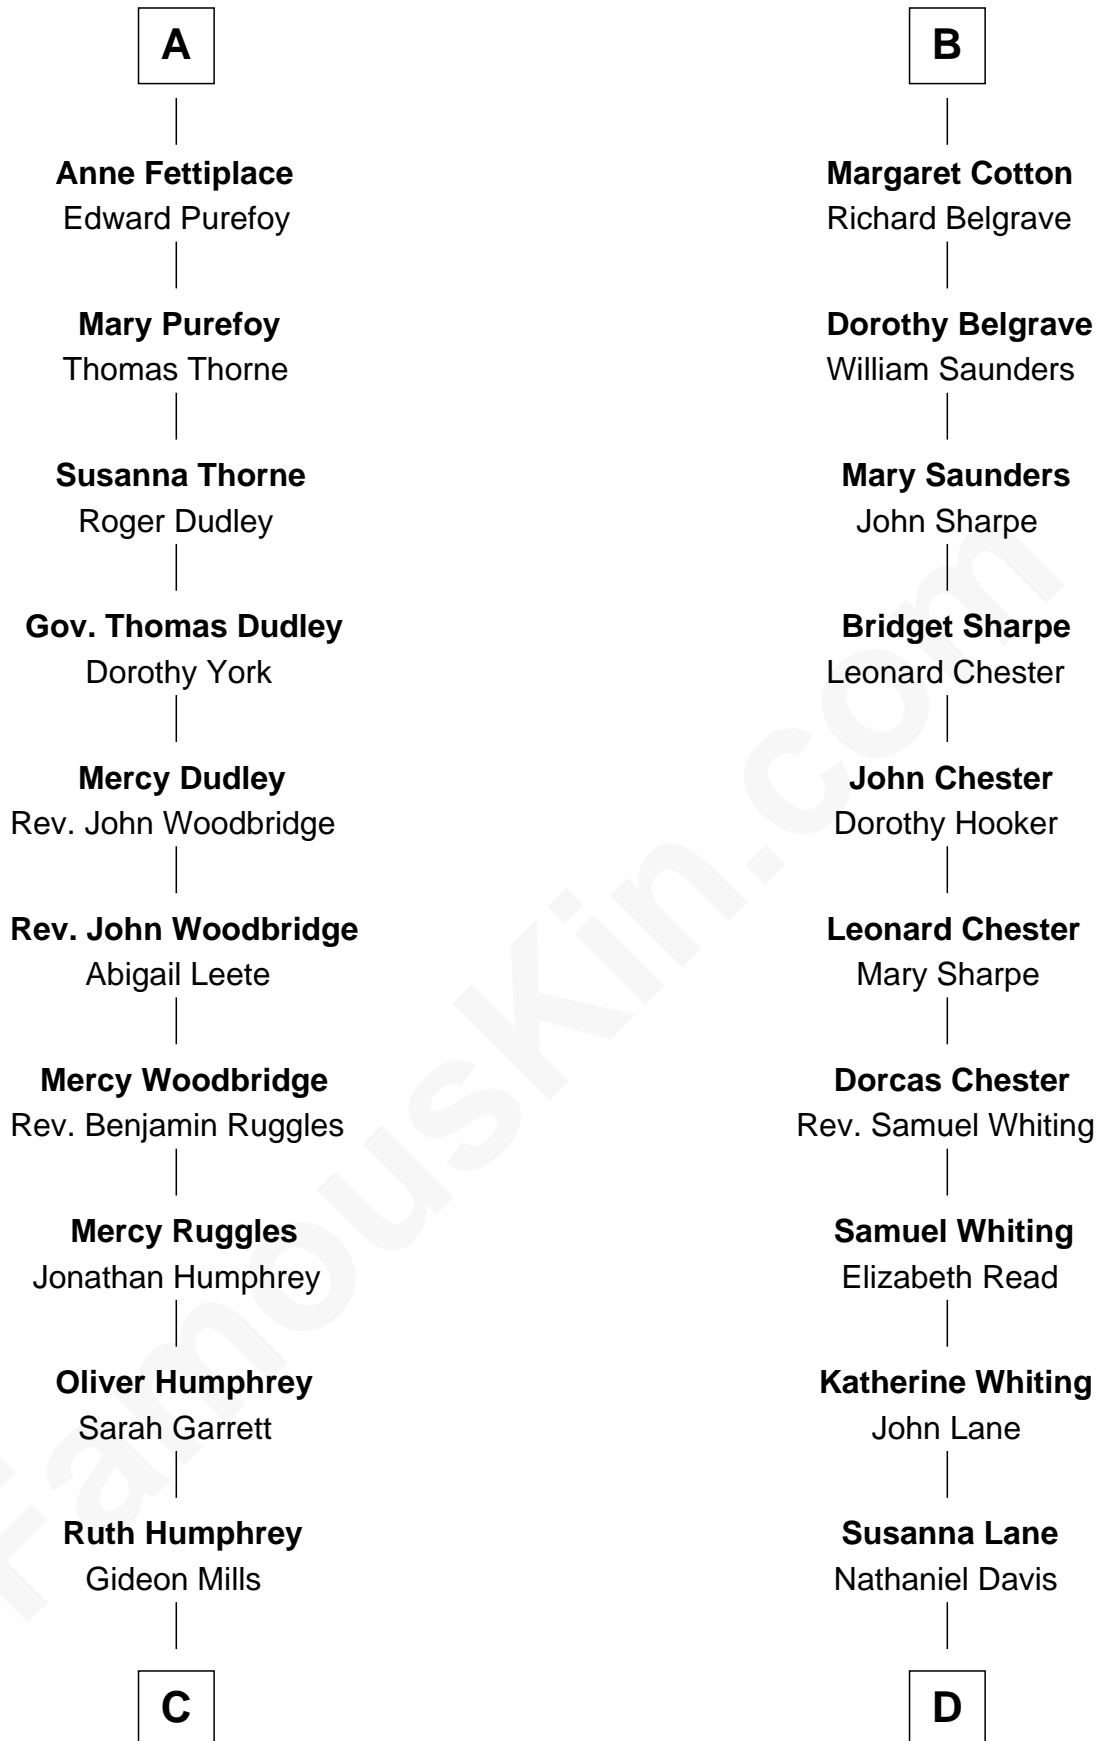 A
Anne Fettiplace
Edward Purefoy
Mary Purefoy
Thomas Thorne
Susanna Thorne
Roger Dudley
Gov. Thomas Dudley
Dorothy York
Mercy Dudley
Rev. John Woodbridge
Rev. John Woodbridge
Abigail Leete
Mercy Woodbridge
Rev. Benjamin Ruggles
Mercy Ruggles
Jonathan Humphrey
Oliver Humphrey
Sarah Garrett
Ruth Humphrey
Gideon Mills
C
B
Margaret Cotton
Richard Belgrave
Dorothy Belgrave
William Saunders
Mary Saunders
John Sharpe
Bridget Sharpe
Leonard Chester
John Chester
Dorothy Hooker
Leonard Chester
Mary Sharpe
Dorcas Chester
Rev. Samuel Whiting
Samuel Whiting
Elizabeth Read
Katherine Whiting
John Lane
Susanna Lane
Nathaniel Davis
D
FamousKin.com